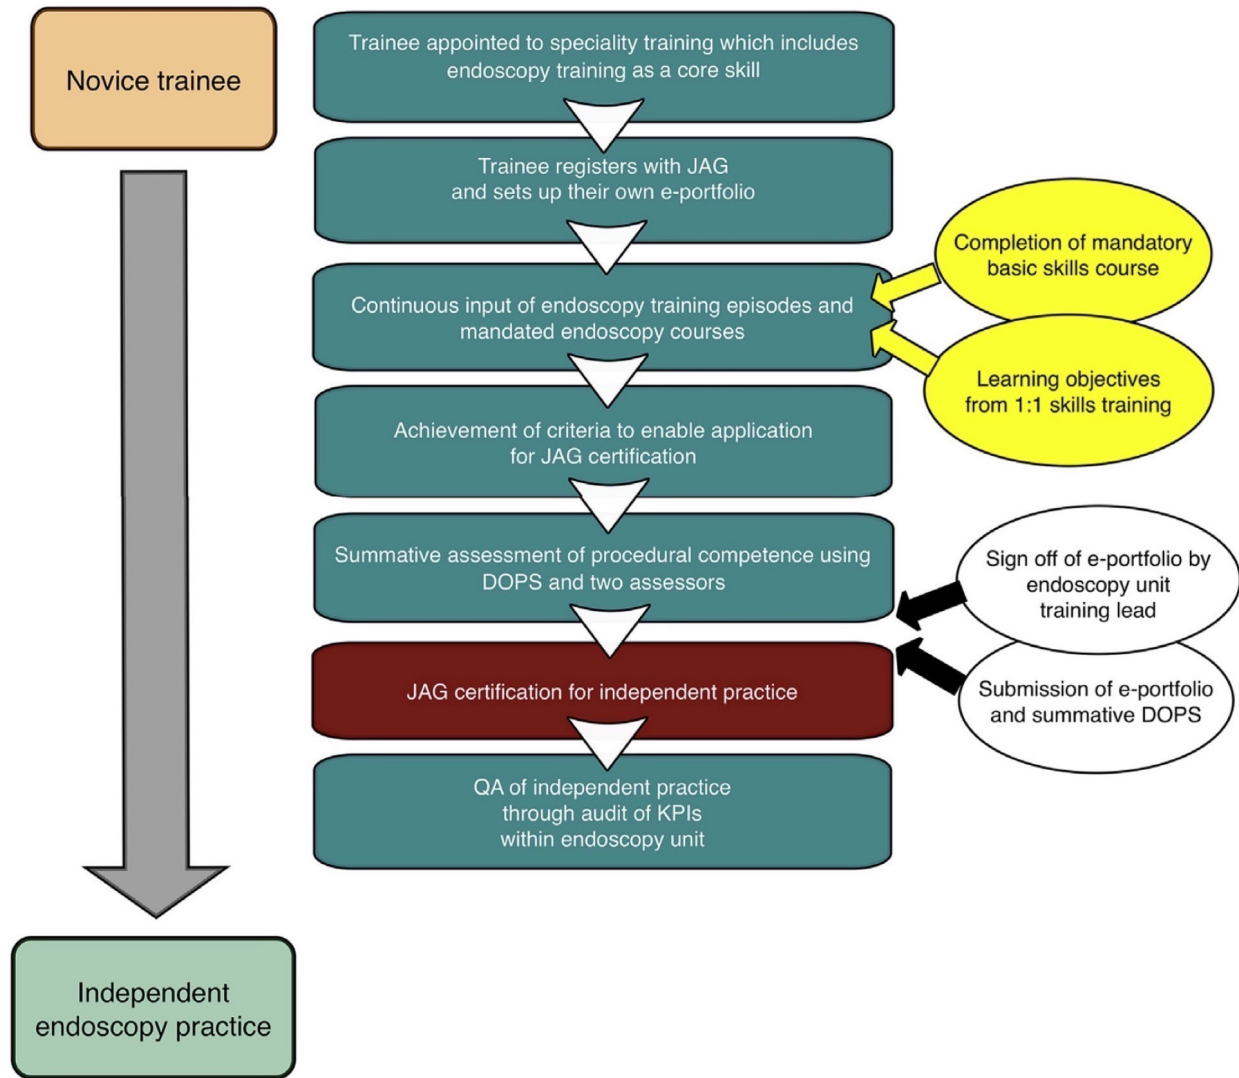 Novice trainee
Trainee appointed to speciality training which includes
endoscopy training as a core skill
Trainee registers with JAG
and sets up their own e-portfolio
Continuous input of endoscopy training episodes and
mandated endoscopy courses
Completion of mandatory
basic skills course
Learning objectives
from 1:1 skills training
Achievement of criteria to enable application
for JAG certification
Summative assessment of procedural competence using
DOPS and two assessors
Sign off of e-portfolio by
endoscopy unit
training lead
Submission of e-portfolio
and summative DOPS
JAG certification for independent practice
QA of independent practice
through audit of KPIs
within endoscopy unit
Independent
endoscopy practice